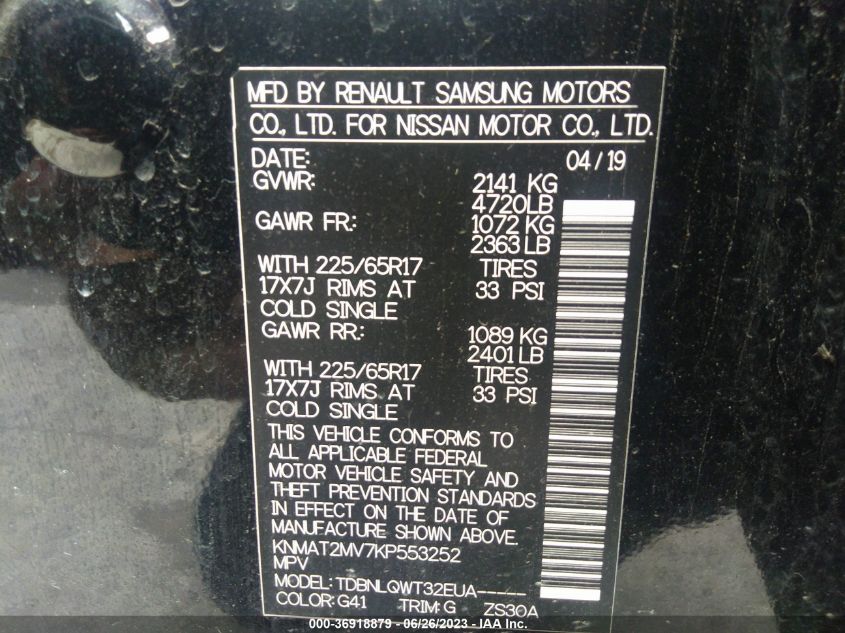 MFD BY RENAULT SAMSUNG MOTORS
CO., LTD. FOR NISSAN MOTOR CO., LTD.
DATE: 04/19
GVWR: 2141 KG
4720LB
GAWR FR: 1072 KG
2363LB
WITH 225/65R17 TIRES
17X7J RIMS AT 33 PSI
COLD SINGLE
GAWR RR: 1089 KG
2401LB
WITH 225/65R17 TIRES
17X7J RIMS AT 33 PSI
COLD SINGLE
THIS VEHICLE CONFORMS TO
ALL APPLICABLE FEDERAL
MOTOR VEHICLE SAFETY AND
THEFT PREVENTION STANDARDS
IN EFFECT ON THE DATE OF
MANUFACTURE SHOWN ABOVE.
KNMAT2MV7KP553252
MPV
MODEL: TDBNLQWT32EUA-----
COLOR: G41 TRIM: G ZS30A
000-36918879 - 06/26/2023 - IAA Inc.